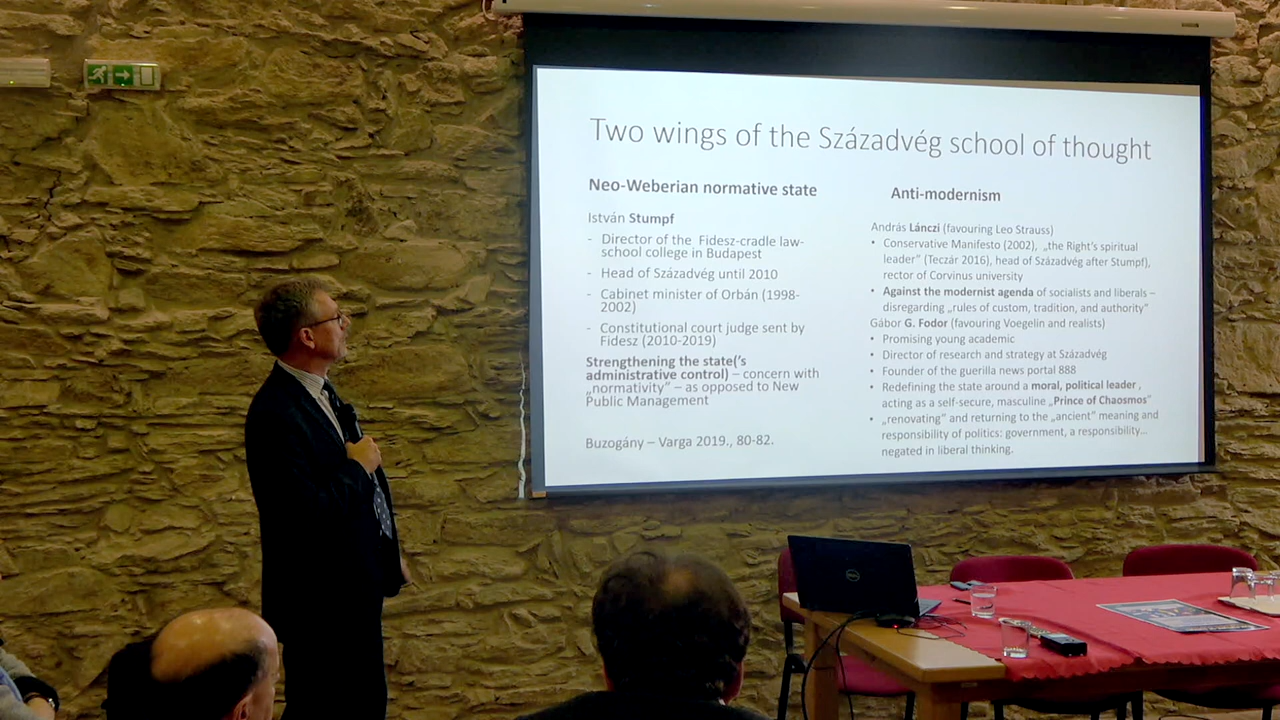 Two wings of the Századvég school of thought
Neo-Weberian normative state
István Stumpf
- Director of the Fidesz-cradle law-
school college in Budapest
- Head of Századvég until 2010
- Cabinet minister of Orbán (1998-
2002)
- Constitutional court judge sent by
Fidesz (2010-2019)
Strengthening the state('s
administrative control) – concern with
„normativity" – as opposed to New
Public Management
Buzogány – Varga 2019., 80-82.
Anti-modernism
András Lánczi (favouring Leo Strauss)
• Conservative Manifesto (2002), „the Right's spiritual
leader" (Teczár 2016), head of Századvég after Stumpf),
rector of Corvinus university
• Against the modernist agenda of socialists and liberals –
disregarding „rules of custom, tradition, and authority"
Gábor G. Fodor (favouring Voegelin and realists)
• Promising young academic
• Director of research and strategy at Századvég
• Founder of the guerilla news portal 888
• Redefining the state around a moral, political leader ,
acting as a self-secure, masculine „Prince of Chaosmos"
• „renovating" and returning to the „ancient" meaning and
responsibility of politics: government, a responsibility...
negated in liberal thinking.
DELL